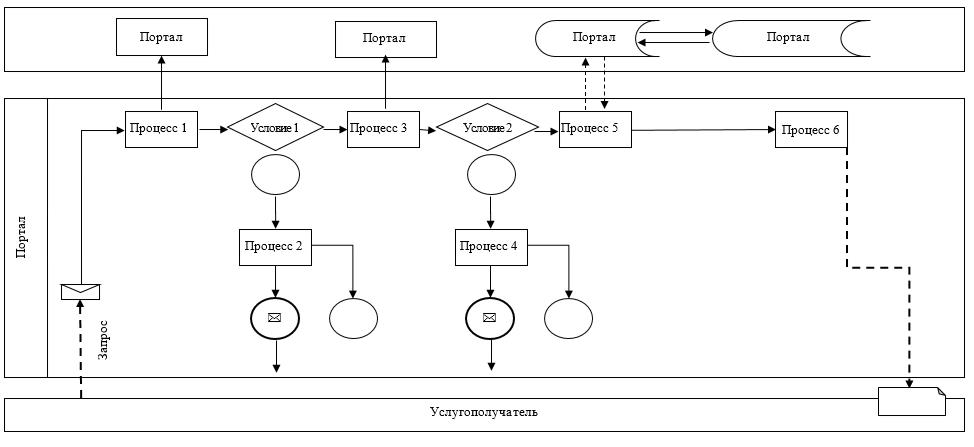 Портал
Портал
Портал
Портал
Процесс 1
Условие 1
Процесс 3
Условие 2
Процесс 5
Процесс 6
Портал
Процесс 2
Процесс 4
Запрос
Услугополучатель